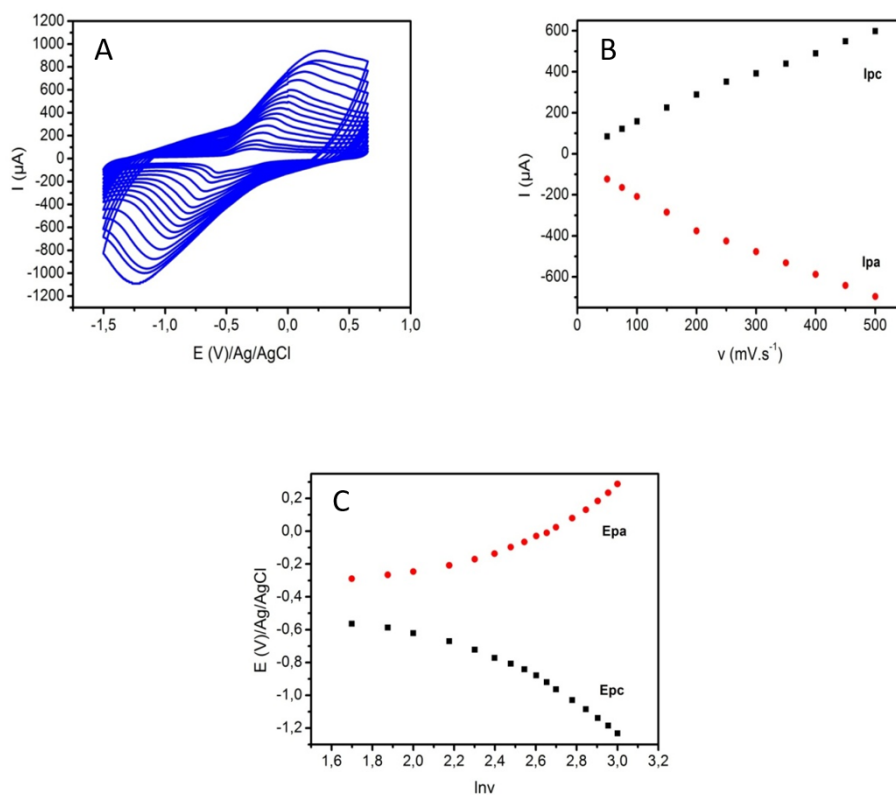 A
I (µA)
1200
1000
800
600
400
200
0
-200
-400
-600
-800
-1000
-1200
-1,5 -1,0 -0,5 0,0 0,5 1,0
E (V)/Ag/AgCl
B
I (µA)
600
400
200
0
-200
-400
-600
Ipc
Ipa
0 100 200 300 400 500
v (mV.s⁻¹)
C
E (V)/Ag/AgCl
0,2
0,0
-0,2
-0,4
-0,6
-0,8
-1,0
-1,2
Epa
Epc
1,6 1,8 2,0 2,2 2,4 2,6 2,8 3,0 3,2
lnv